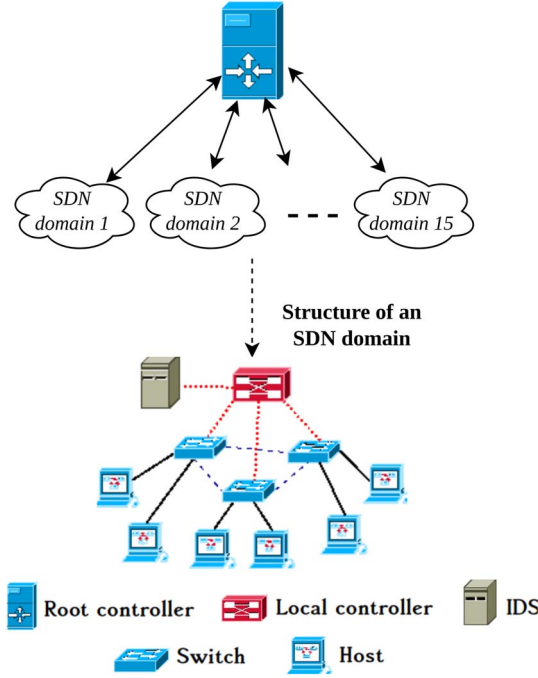 SDN
domain 1
SDN
domain 2
SDN
domain 15
Structure of an
SDN domain
Root controller
Local controller
IDS
Switch
Host